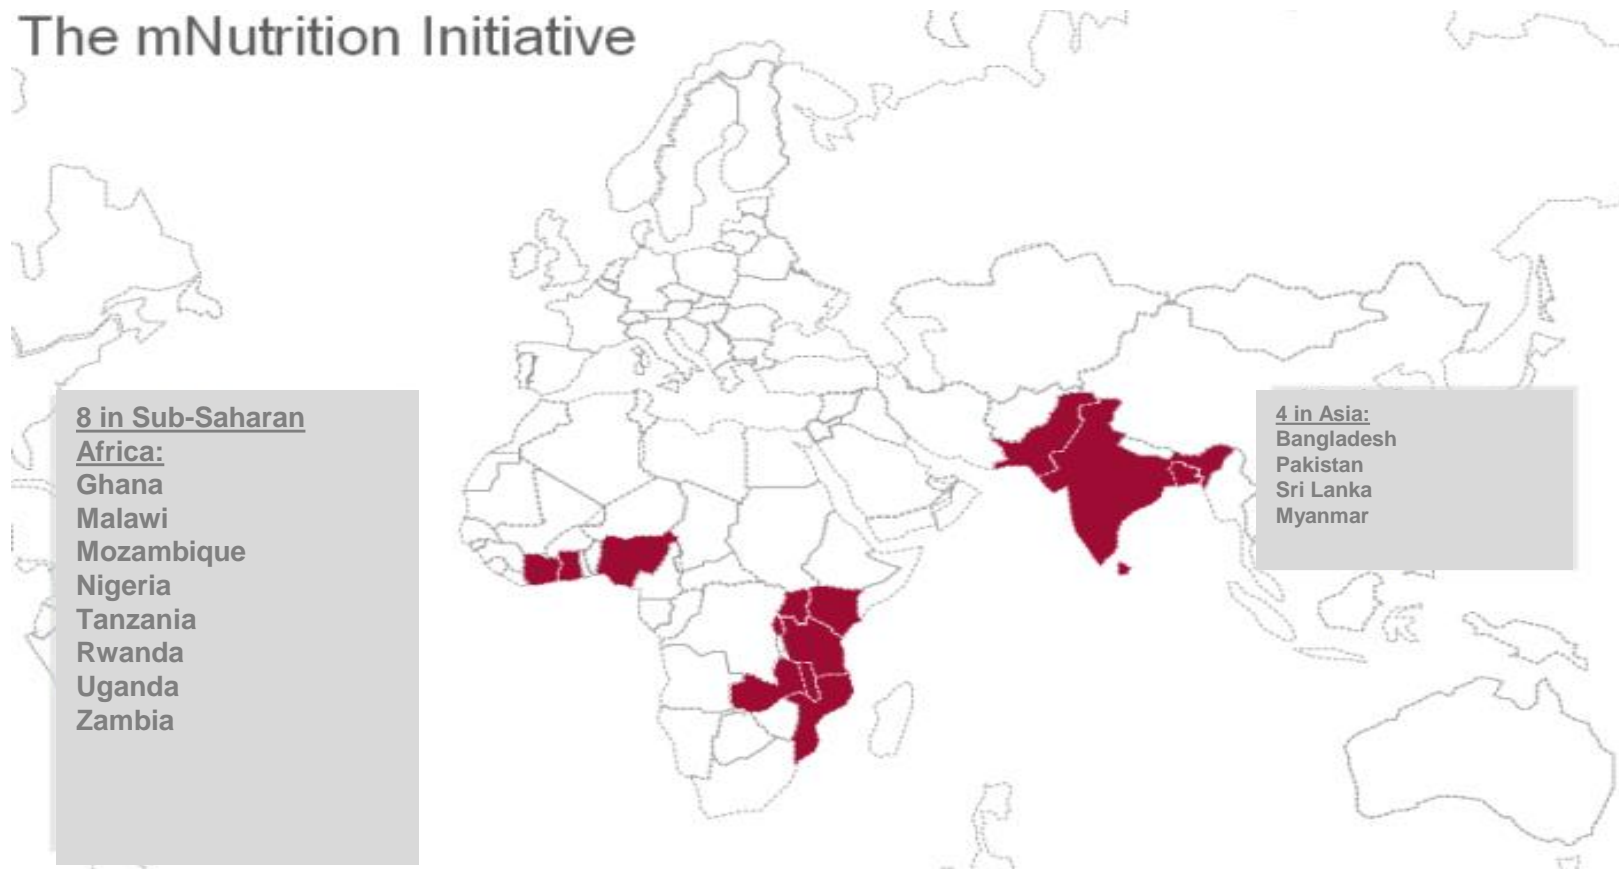 The mNutrition Initiative
8 in Sub-Saharan
Africa:
Ghana
Malawi
Mozambique
Nigeria
Tanzania
Rwanda
Uganda
Zambia
4 in Asia:
Bangladesh
Pakistan
Sri Lanka
Myanmar